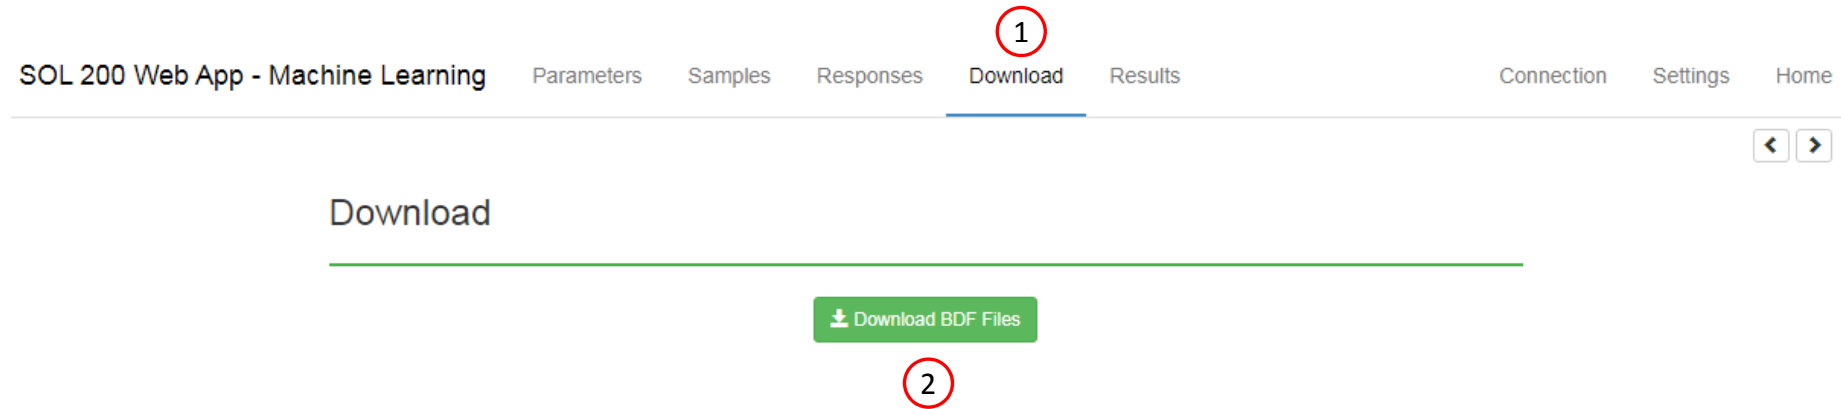 1
SOL 200 Web App - Machine Learning Parameters Samples Responses Download Results Connection Settings Home
Download
Download BDF Files
2